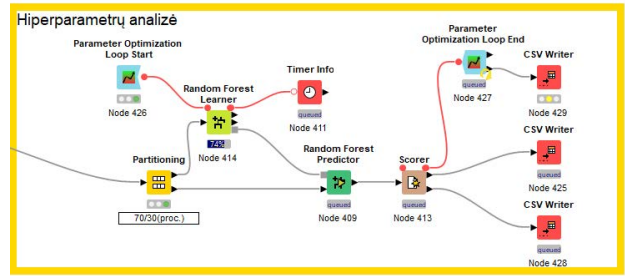 Hiperparametrų analizė
Parameter Optimization
Loop Start
Node 426
Random Forest
Learner
74%
Node 414
Timer Info
queued
Node 411
Parameter
Optimization Loop End
queued
Node 427
CSV Writer
Node 429
Partitioning
70/30(proc.)
Random Forest
Predictor
queued
Node 409
Scorer
queued
Node 413
CSV Writer
queued
Node 425
CSV Writer
queued
Node 428